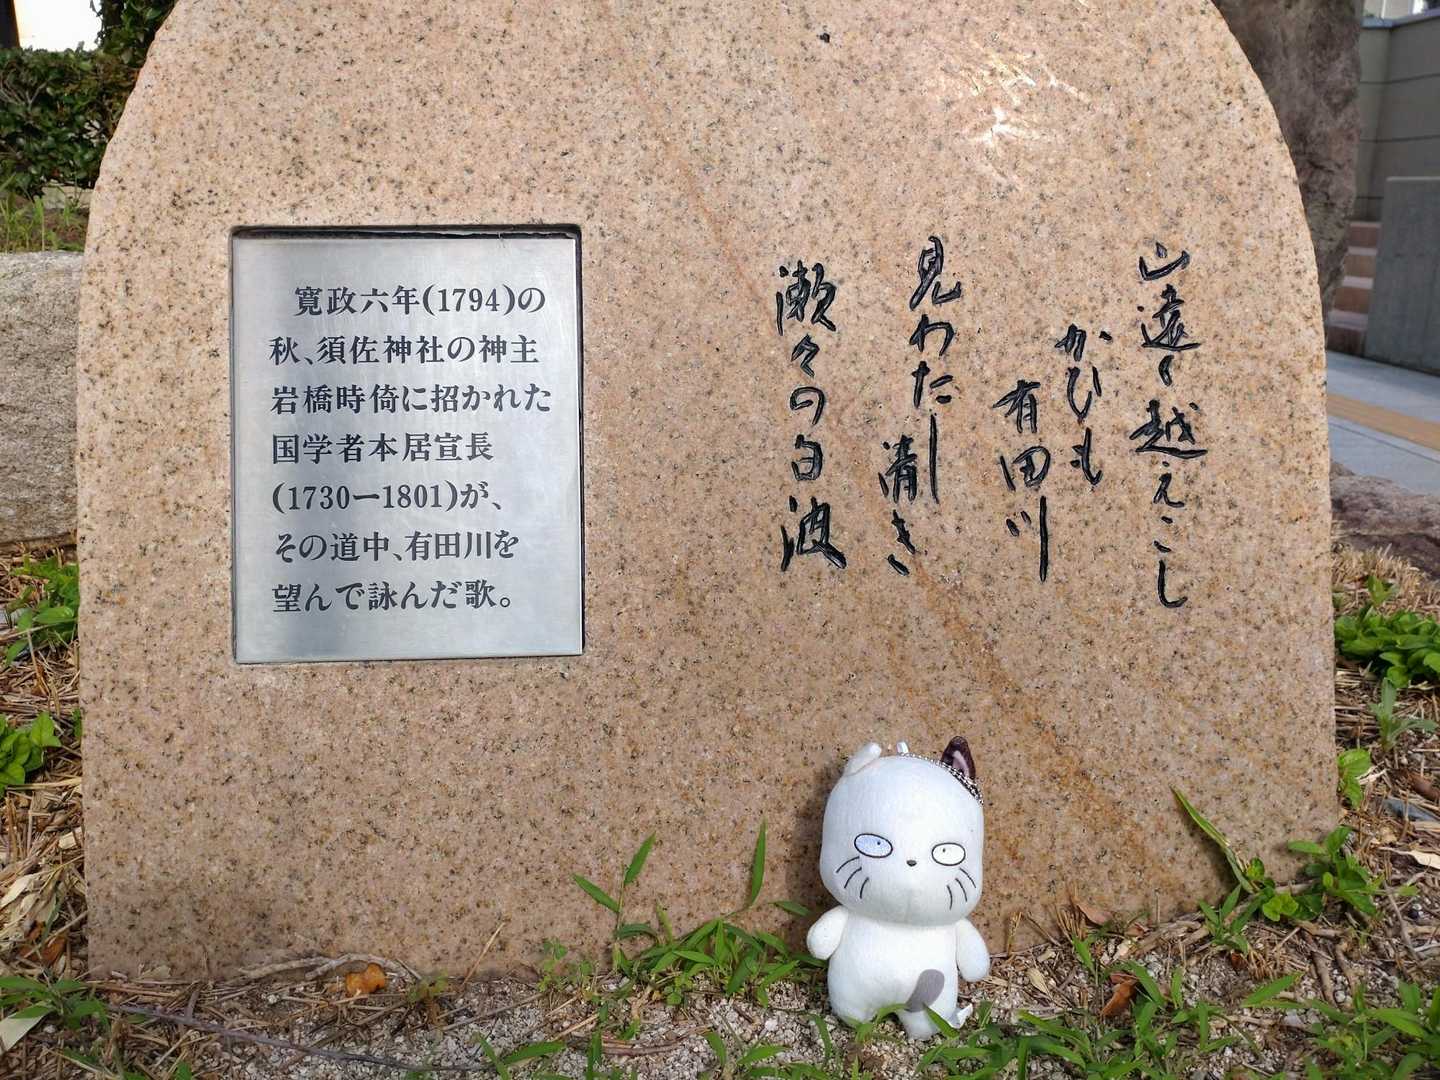 山遠く越えこし
かひも
有田川
見わたし
清き
瀬々の白波
寛政六年(1794)の
秋、須佐神社の神主
岩橋時倚に招かれた
国学者本居宣長
(1730ー1801)が、
その道中、有田川を
望んで詠んだ歌。